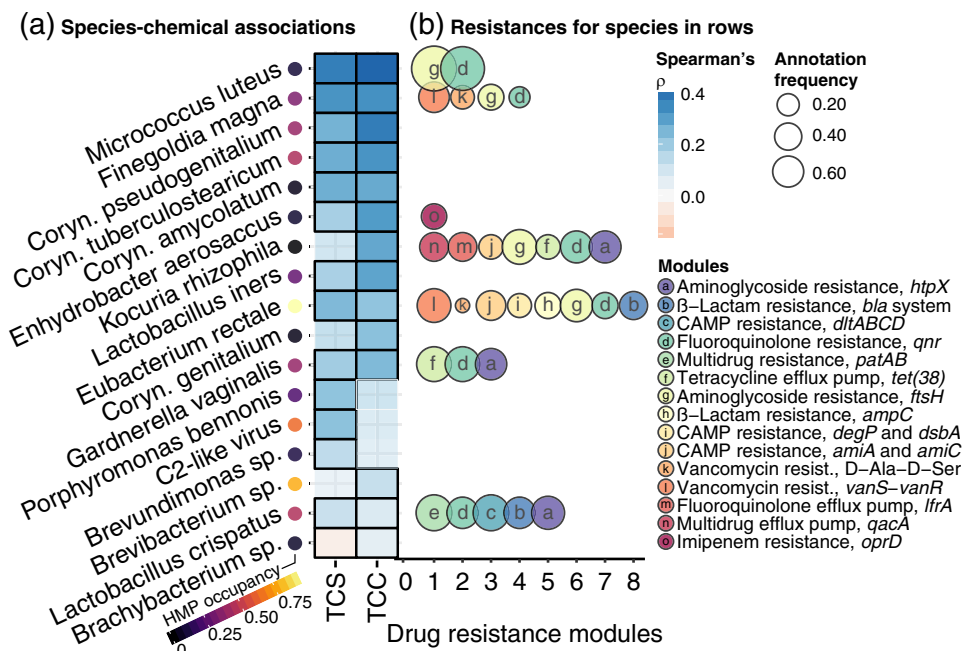 (a) Species-chemical associations
(b) Resistances for species in rows
Micrococcus luteus
Finegoldia magna
Coryn. pseudogenitalium
Coryn. tuberculostearicum
Coryn. amycolatum
Enhydrobacter aerosaccus
Kocuria rhizophila
Lactobacillus iners
Eubacterium rectale
Coryn. genitalium
Gardnerella vaginalis
Porphyromonas bennonis
C2-like virus
Brevundimonas sp.
Brevibacterium sp.
Lactobacillus crispatus
Brachybacterium sp.
HMP occupancy
0 0.25 0.50 0.75
TCS TCC
g d
l k g d
o
n m j g f d a
l k j i h g d b
f d a
e d c b a
0 1 2 3 4 5 6 7 8
Drug resistance modules
Spearman's
ρ
0.4
0.2
0.0
Annotation
frequency
0.20
0.40
0.60
Modules
a Aminoglycoside resistance, htpX
b ß-Lactam resistance, bla system
c CAMP resistance, dltABCD
d Fluoroquinolone resistance, qnr
e Multidrug resistance, patAB
f Tetracycline efflux pump, tet(38)
g Aminoglycoside resistance, ftsH
h ß-Lactam resistance, ampC
i CAMP resistance, degP and dsbA
j CAMP resistance, amiA and amiC
k Vancomycin resist., D-Ala-D-Ser
l Vancomycin resist., vanS-vanR
m Fluoroquinolone efflux pump, lfrA
n Multidrug efflux pump, qacA
o Imipenem resistance, oprD